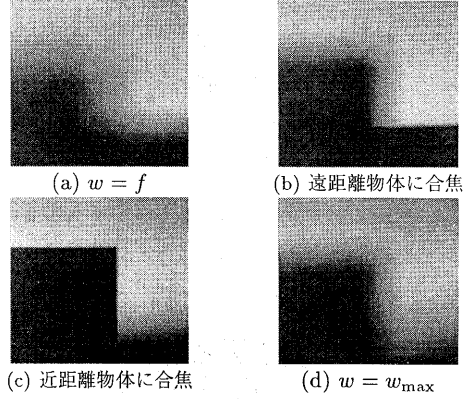 (a) w = f
(b) 遠距離物体に合焦
(c) 近距離物体に合焦
(d) w = w_max